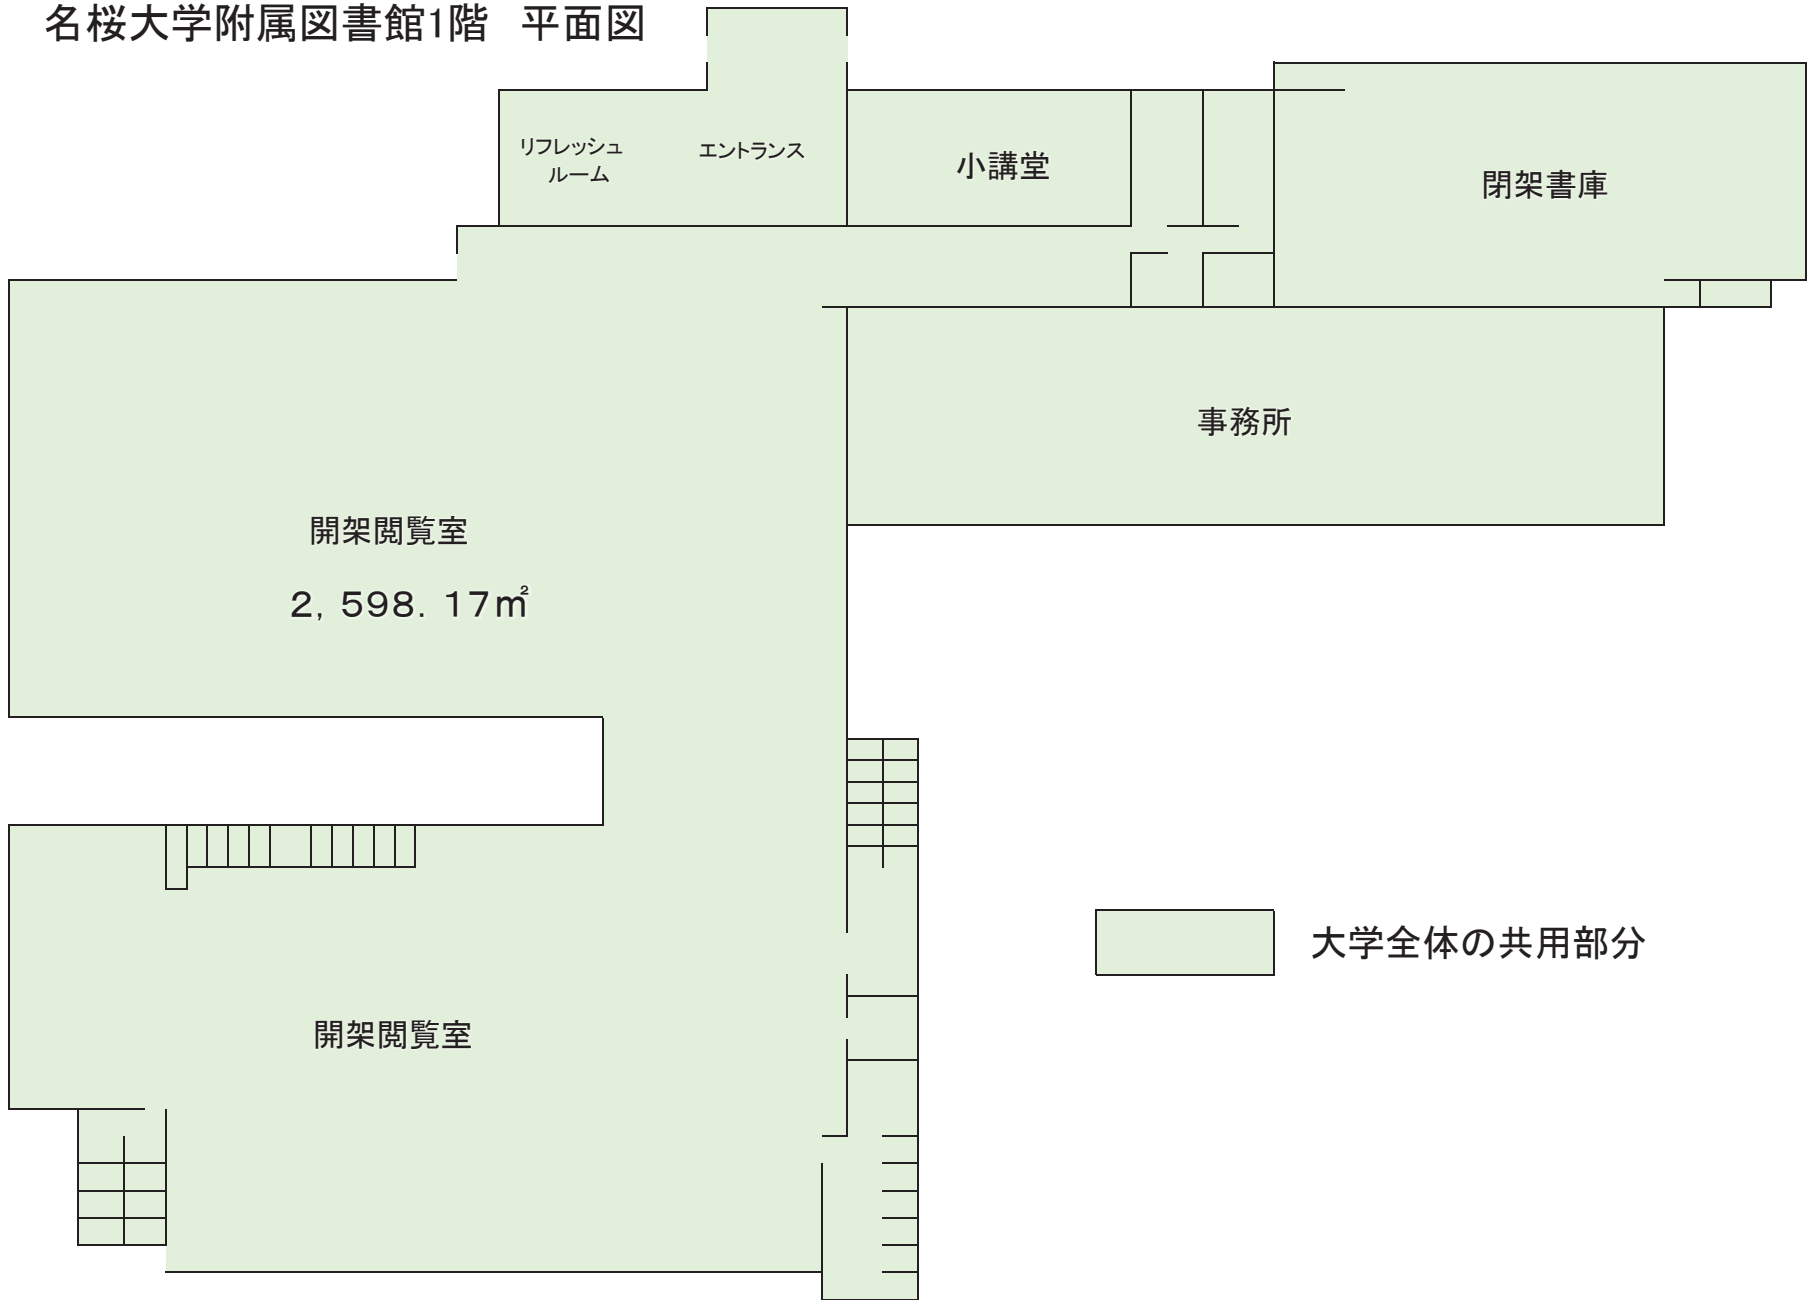 名桜大学附属図書館1階　平面図
リフレッシュ
ルーム
エントランス
小講堂
閉架書庫
事務所
開架閲覧室
２，５９８．１７㎡
大学全体の共用部分
開架閲覧室